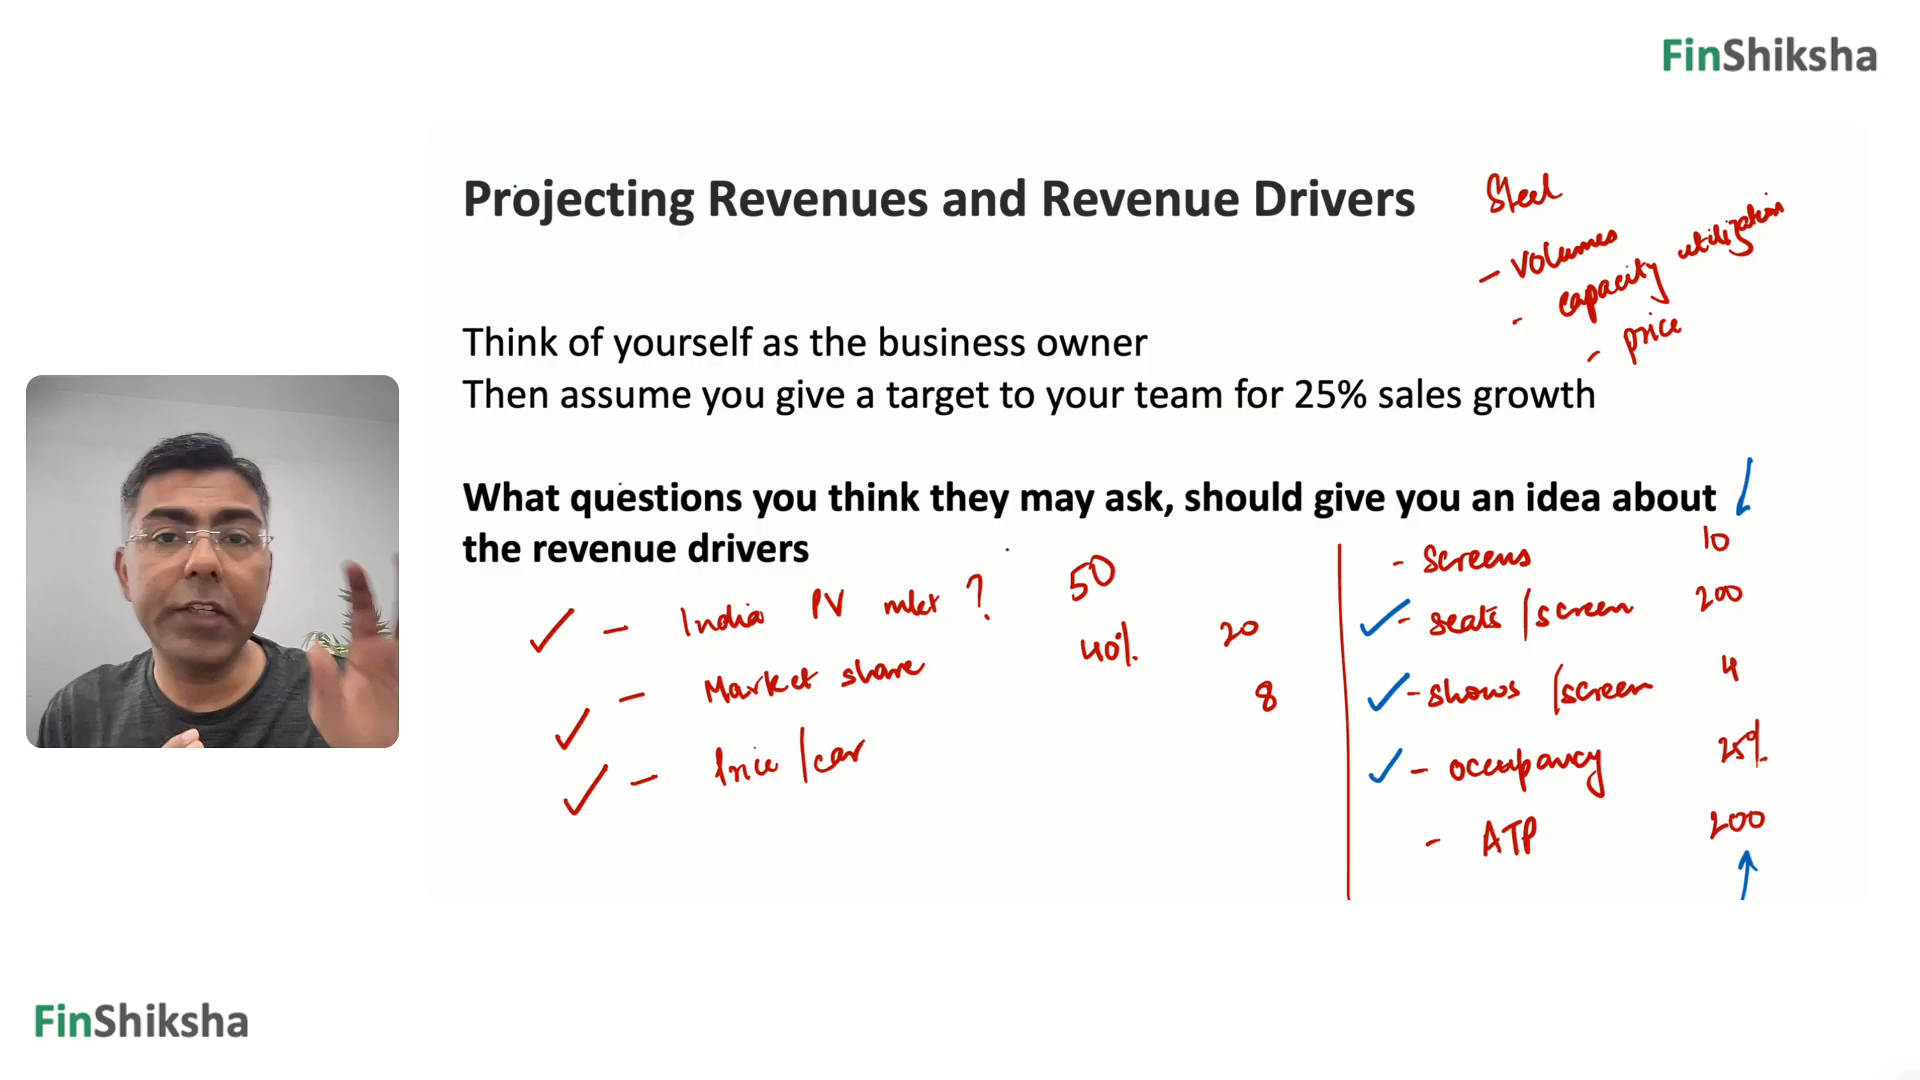 FinShiksha
Projecting Revenues and Revenue Drivers
Steel
- Volumes
- capacity utilization
- price
Think of yourself as the business owner
Then assume you give a target to your team for 25% sales growth
What questions you think they may ask, should give you an idea about
the revenue drivers
- India PV mkt ? 50
- Market share 40% 20
8
- Price/car
- Screens 10
- seats/screen 200
- shows/screen 4
- occupancy 25%
- ATP 200
FinShiksha